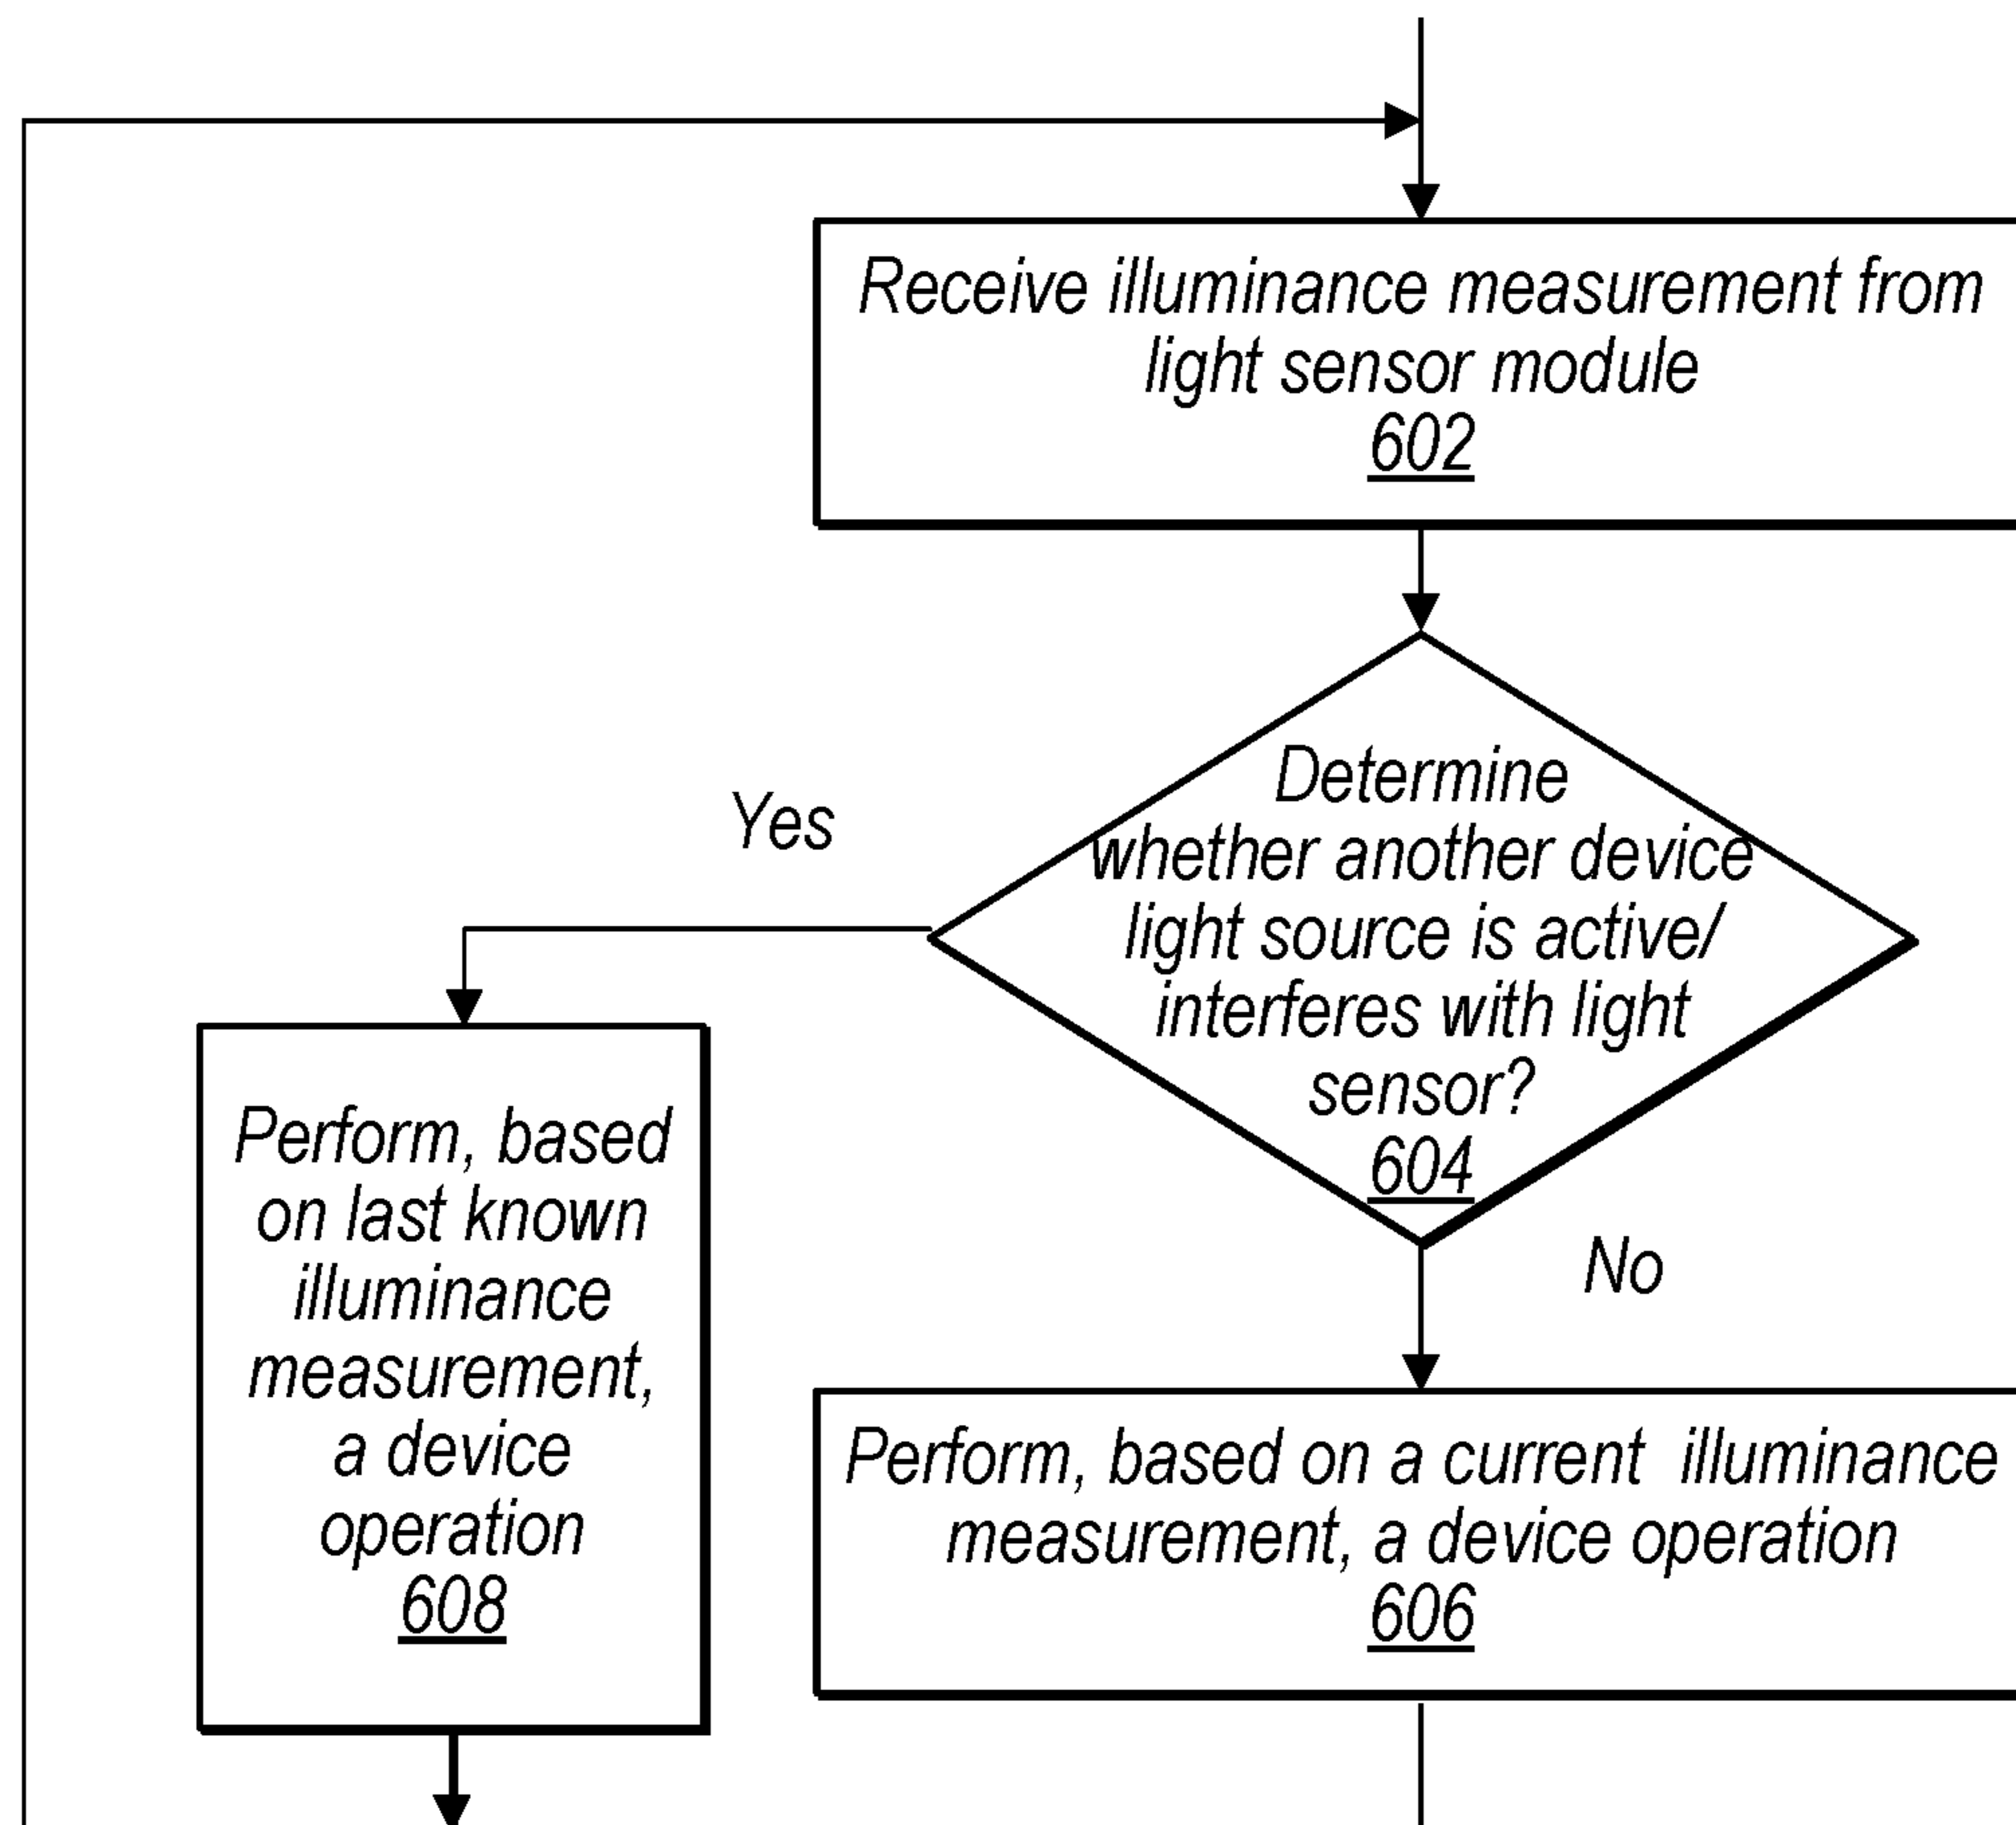 Receive illuminance measurement from
light sensor module
602
Determine
whether another device
light source is active/
interferes with light
sensor?
604
Yes
No
Perform, based
on last known
illuminance
measurement,
a device
operation
608
Perform, based on a current illuminance
measurement, a device operation
606